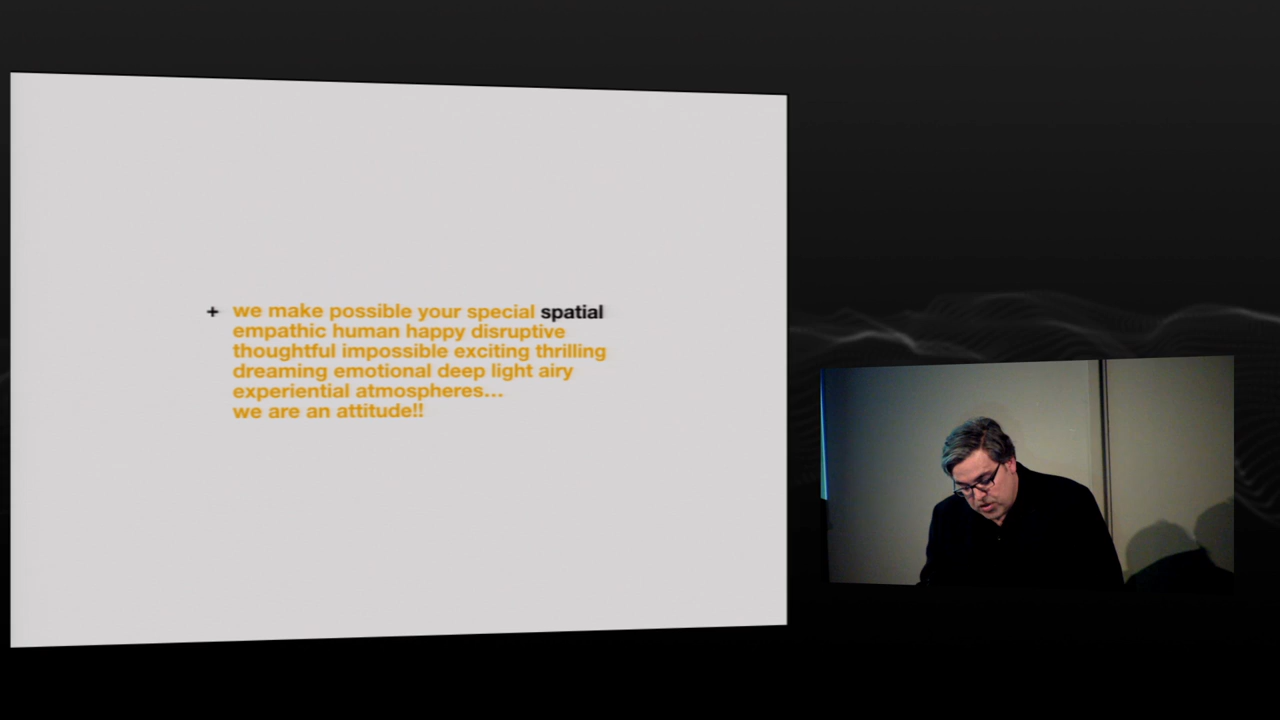 + we make possible your special spatial
empathic human happy disruptive
thoughtful impossible exciting thrilling
dreaming emotional deep light airy
experiential atmospheres...
we are an attitude!!